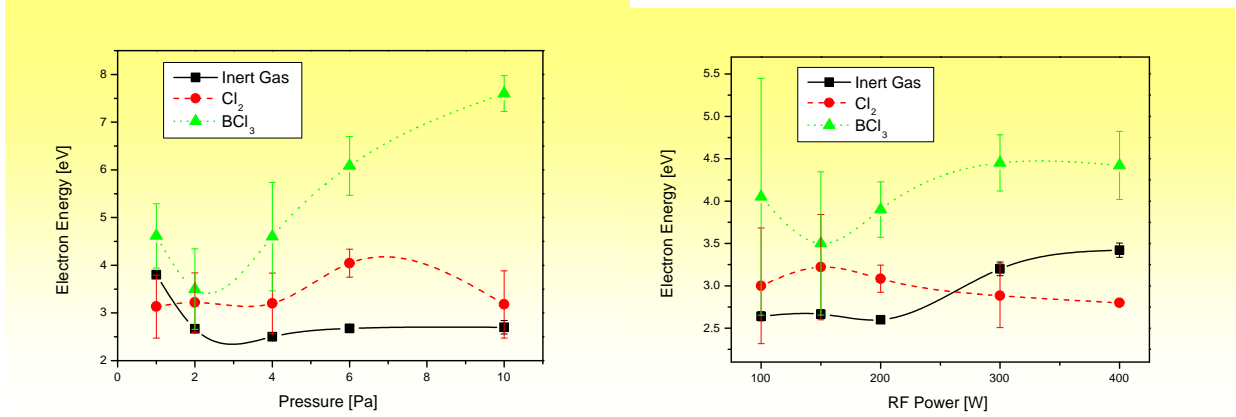 Inert Gas
Cl2
BCl3
8
7
6
5
4
3
2
Electron Energy [eV]
0 2 4 6 8 10
Pressure [Pa]
Inert Gas
Cl2
BCl3
5.5
5.0
4.5
4.0
3.5
3.0
2.5
Electron Energy [eV]
100 150 200 300 400
RF Power [W]